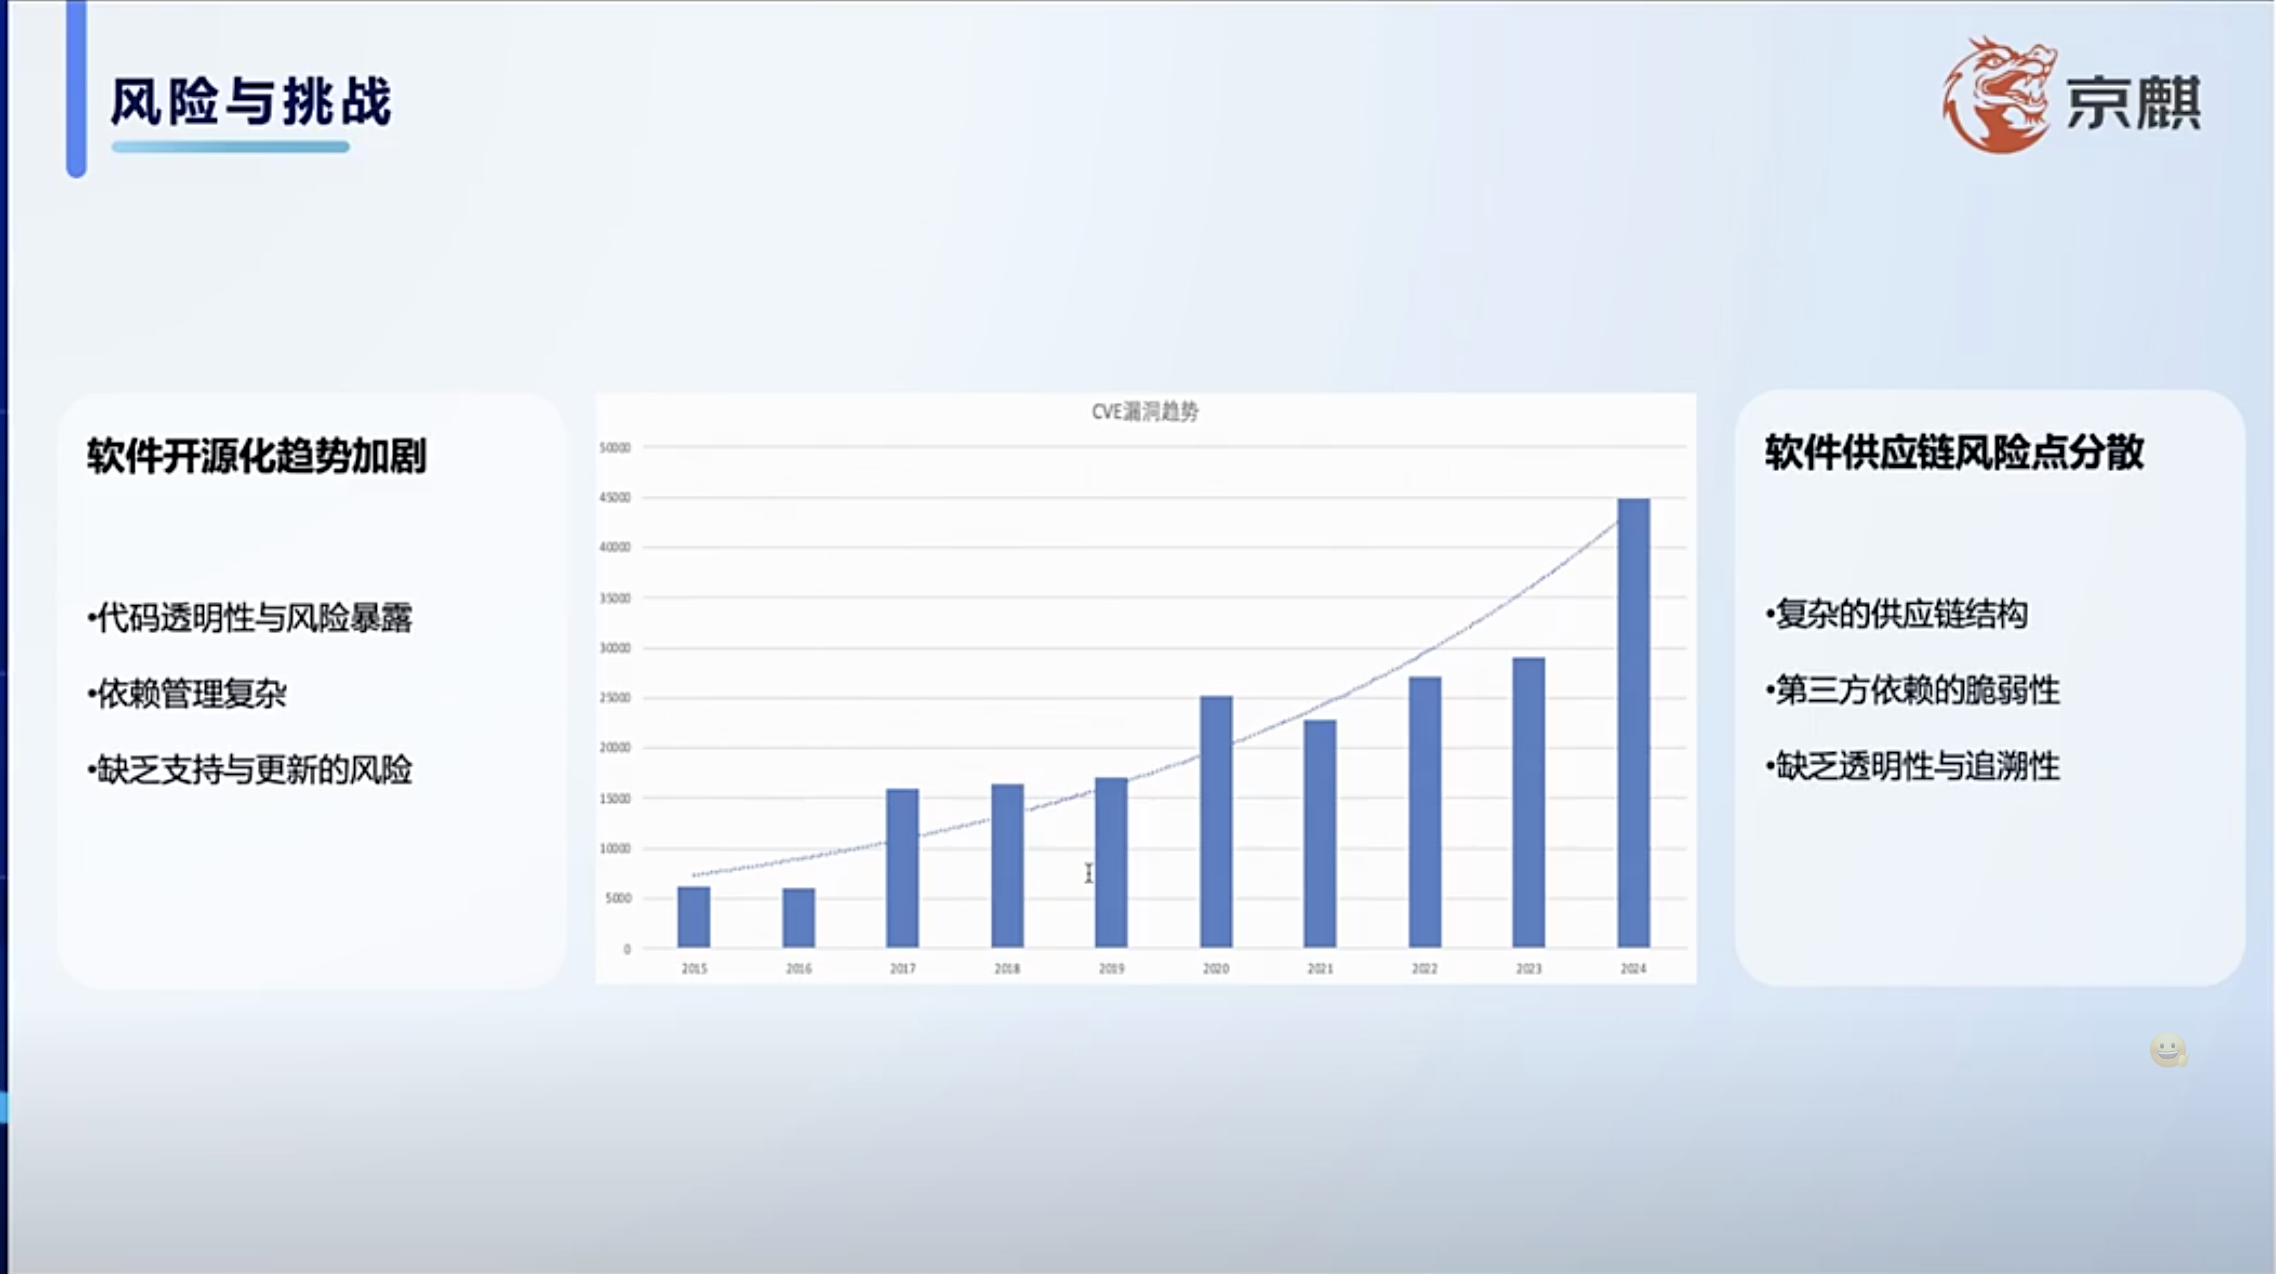 风险与挑战
京麒
软件开源化趋势加剧
•代码透明性与风险暴露
•依赖管理复杂
•缺乏支持与更新的风险
CVE漏洞趋势
50000
45000
40000
35000
30000
25000
20000
15000
10000
5000
0
2015 2016 2017 2018 2019 2020 2021 2022 2023 2024
软件供应链风险点分散
•复杂的供应链结构
•第三方依赖的脆弱性
•缺乏透明性与追溯性